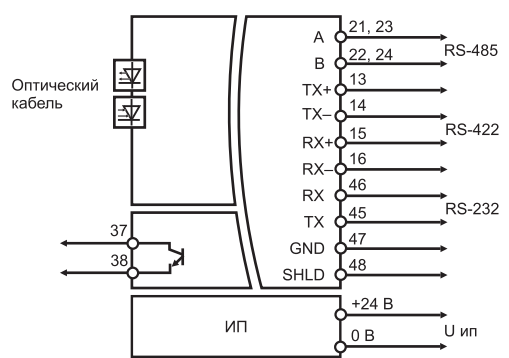 A 21, 23
RS-485
B 22, 24
TX+ 13
TX– 14
RS-422
RX+ 15
RX– 16
RX 46
RS-232
TX 45
GND 47
SHLD 48
Оптический
кабель
37
38
ИП
+24 В
0 В
U ип